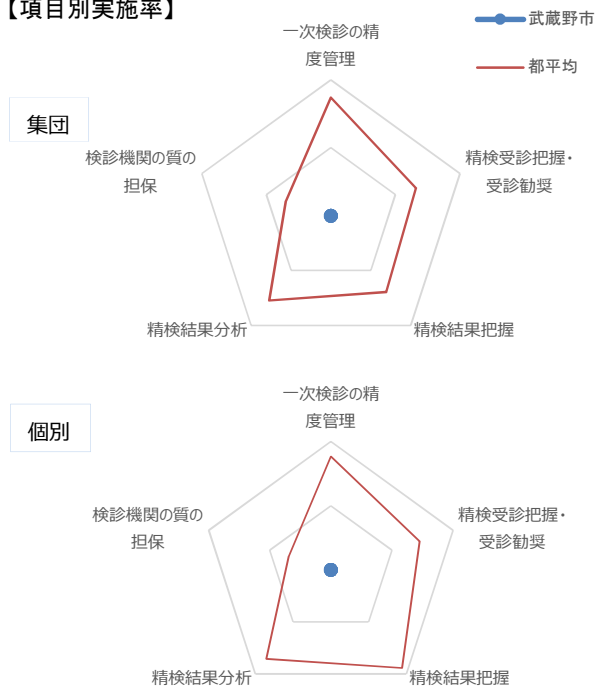 【項目別実施率】
武蔵野市
都平均
集団
一次検診の精
度管理
精検受診把握・
受診勧奨
精検結果把握
精検結果分析
検診機関の質の
担保
個別
一次検診の精
度管理
精検受診把握・
受診勧奨
精検結果把握
精検結果分析
検診機関の質の
担保